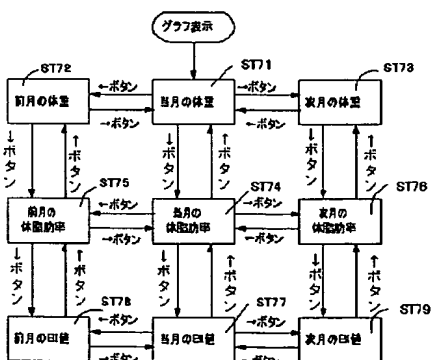 グラフ表示
ST72
ST71
ST73
前月の体重
←ボタン
→ボタン
当月の体重
→ボタン
←ボタン
次月の体重
↓ボタン
↑ボタン
↓ボタン
↑ボタン
↓ボタン
↑ボタン
ST75
ST74
ST76
前月の
体脂肪率
←ボタン
→ボタン
当月の
体脂肪率
→ボタン
←ボタン
次月の
体脂肪率
↓ボタン
↑ボタン
↓ボタン
↑ボタン
↓ボタン
↑ボタン
ST78
ST77
ST79
前月のEI値
←ボタン
→ボタン
当月のEI値
→ボタン
←ボタン
次月のEI値